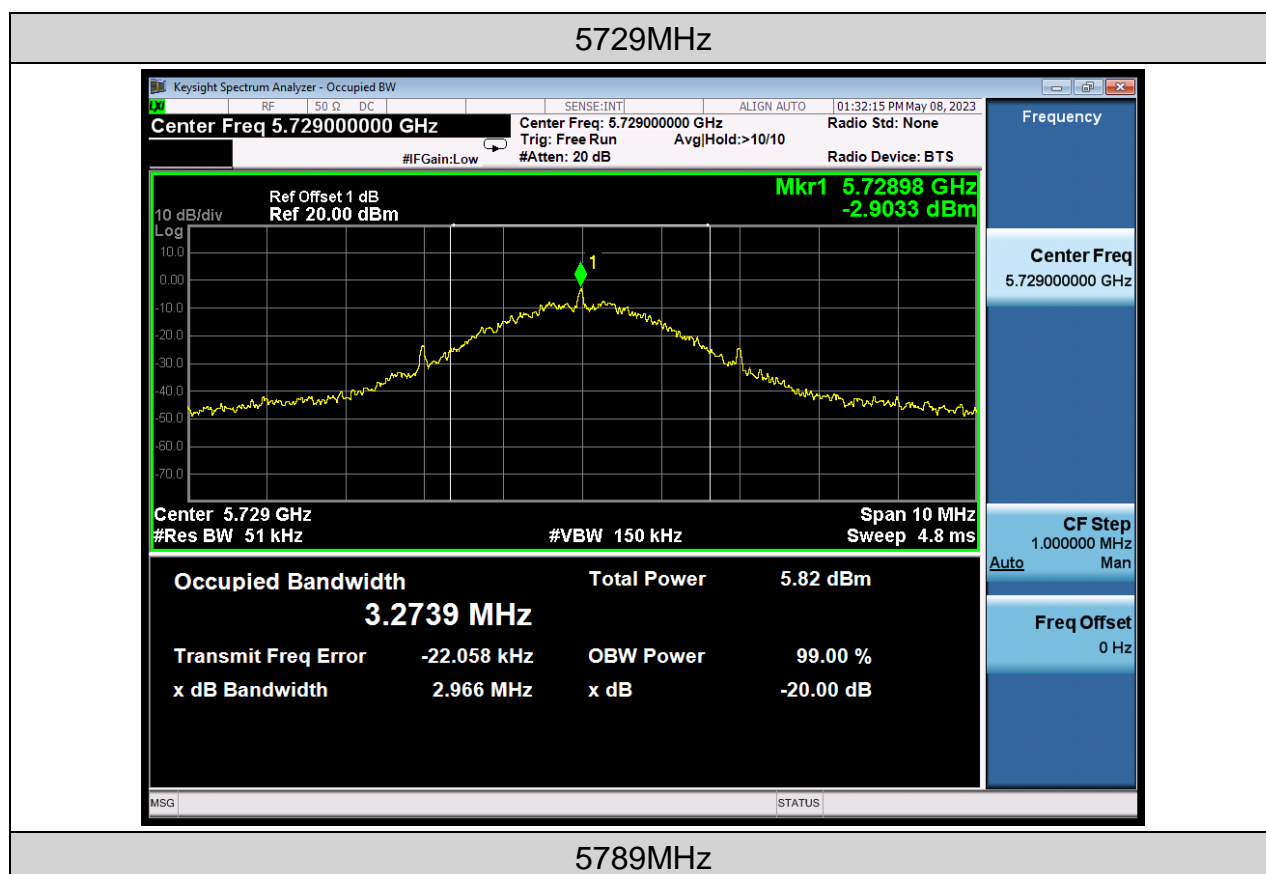 5729MHz
Keysight Spectrum Analyzer - Occupied BW
LXI RF 50 Ω DC SENSE:INT ALIGN AUTO 01:32:15 PM May 08, 2023
Center Freq 5.729000000 GHz
Center Freq: 5.729000000 GHz Radio Std: None
Trig: Free Run Avg|Hold:>10/10
#IFGain:Low #Atten: 20 dB Radio Device: BTS
Frequency
Ref Offset 1 dB Mkr1 5.72898 GHz
10 dB/div Ref 20.00 dBm -2.9033 dBm
Log
10.0
1
0.00
-10.0
-20.0
-30.0
-40.0
-50.0
-60.0
-70.0
Center 5.729 GHz Span 10 MHz
#Res BW 51 kHz #VBW 150 kHz Sweep 4.8 ms
Center Freq
5.729000000 GHz
CF Step
1.000000 MHz
Auto Man
Freq Offset
0 Hz
Occupied Bandwidth Total Power 5.82 dBm
3.2739 MHz
Transmit Freq Error -22.058 kHz OBW Power 99.00 %
x dB Bandwidth 2.966 MHz x dB -20.00 dB
MSG STATUS
5789MHz